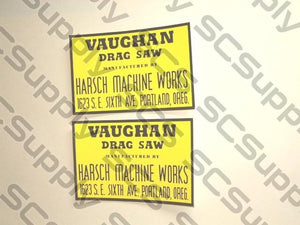 VAUGHAN
DRAG SAW
MANUFACTURED BY
HARSCH MACHINE WORKS
1623 S.E. SIXTH AVE. PORTLAND, OREG.
VAUGHAN
DRAG SAW
MANUFACTURED BY
HARSCH MACHINE WORKS
1623 S.E. SIXTH AVE. PORTLAND, OREG.
SCSupply